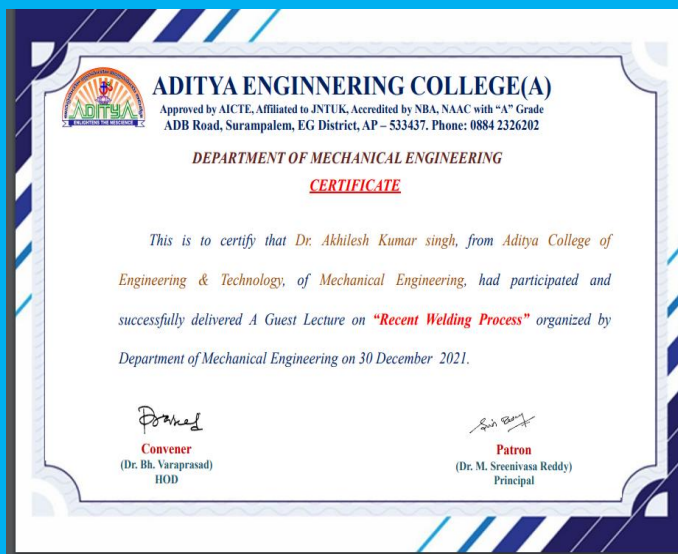 ADITYA ENGINNERING COLLEGE(A)
Approved by AICTE, Affiliated to JNTUK, Accredited by NBA, NAAC with “A” Grade
ADB Road, Surampalem, EG District, AP – 533437. Phone: 0884 2326202
ADITYA
ENLIGHTENS THE NESCIENCE
DEPARTMENT OF MECHANICAL ENGINEERING
CERTIFICATE
This is to certify that Dr. Akhilesh Kumar singh, from Aditya College of
Engineering & Technology, of Mechanical Engineering, had participated and
successfully delivered A Guest Lecture on “Recent Welding Process” organized by
Department of Mechanical Engineering on 30 December 2021.
Convener
(Dr. Bh. Varaprasad)
HOD
Patron
(Dr. M. Sreenivasa Reddy)
Principal